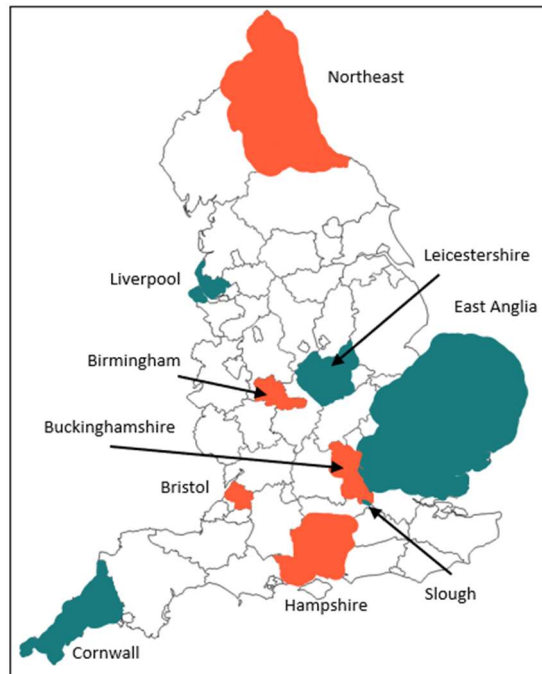 Northeast
Leicestershire
Liverpool
East Anglia
Birmingham
Buckinghamshire
Bristol
Hampshire
Slough
Cornwall